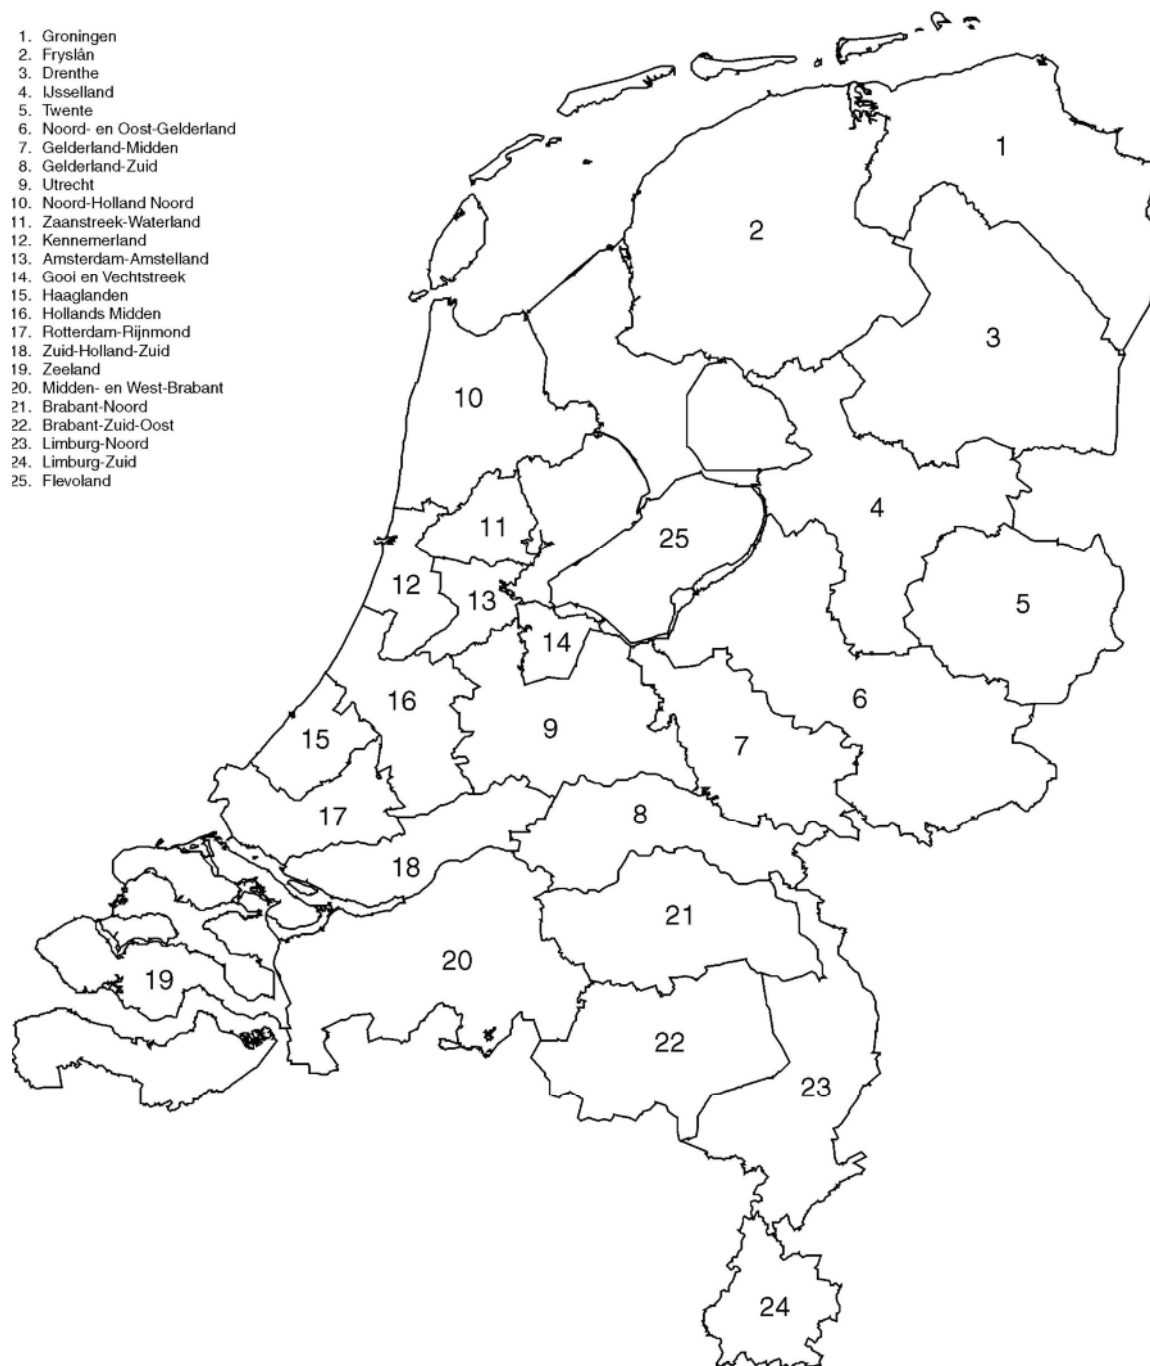 1. Groningen
2. Fryslân
3. Drenthe
4. IJsselland
5. Twente
6. Noord- en Oost-Gelderland
7. Gelderland-Midden
8. Gelderland-Zuid
9. Utrecht
10. Noord-Holland Noord
11. Zaanstreek-Waterland
12. Kennemerland
13. Amsterdam-Amstelland
14. Gooi en Vechtstreek
15. Haaglanden
16. Hollands Midden
17. Rotterdam-Rijnmond
18. Zuid-Holland-Zuid
19. Zeeland
20. Midden- en West-Brabant
21. Brabant-Noord
22. Brabant-Zuid-Oost
23. Limburg-Noord
24. Limburg-Zuid
25. Flevoland
1
2
3
10
4
11
25
12
13
5
14
16
6
9
15
7
17
8
18
21
20
19
22
23
24